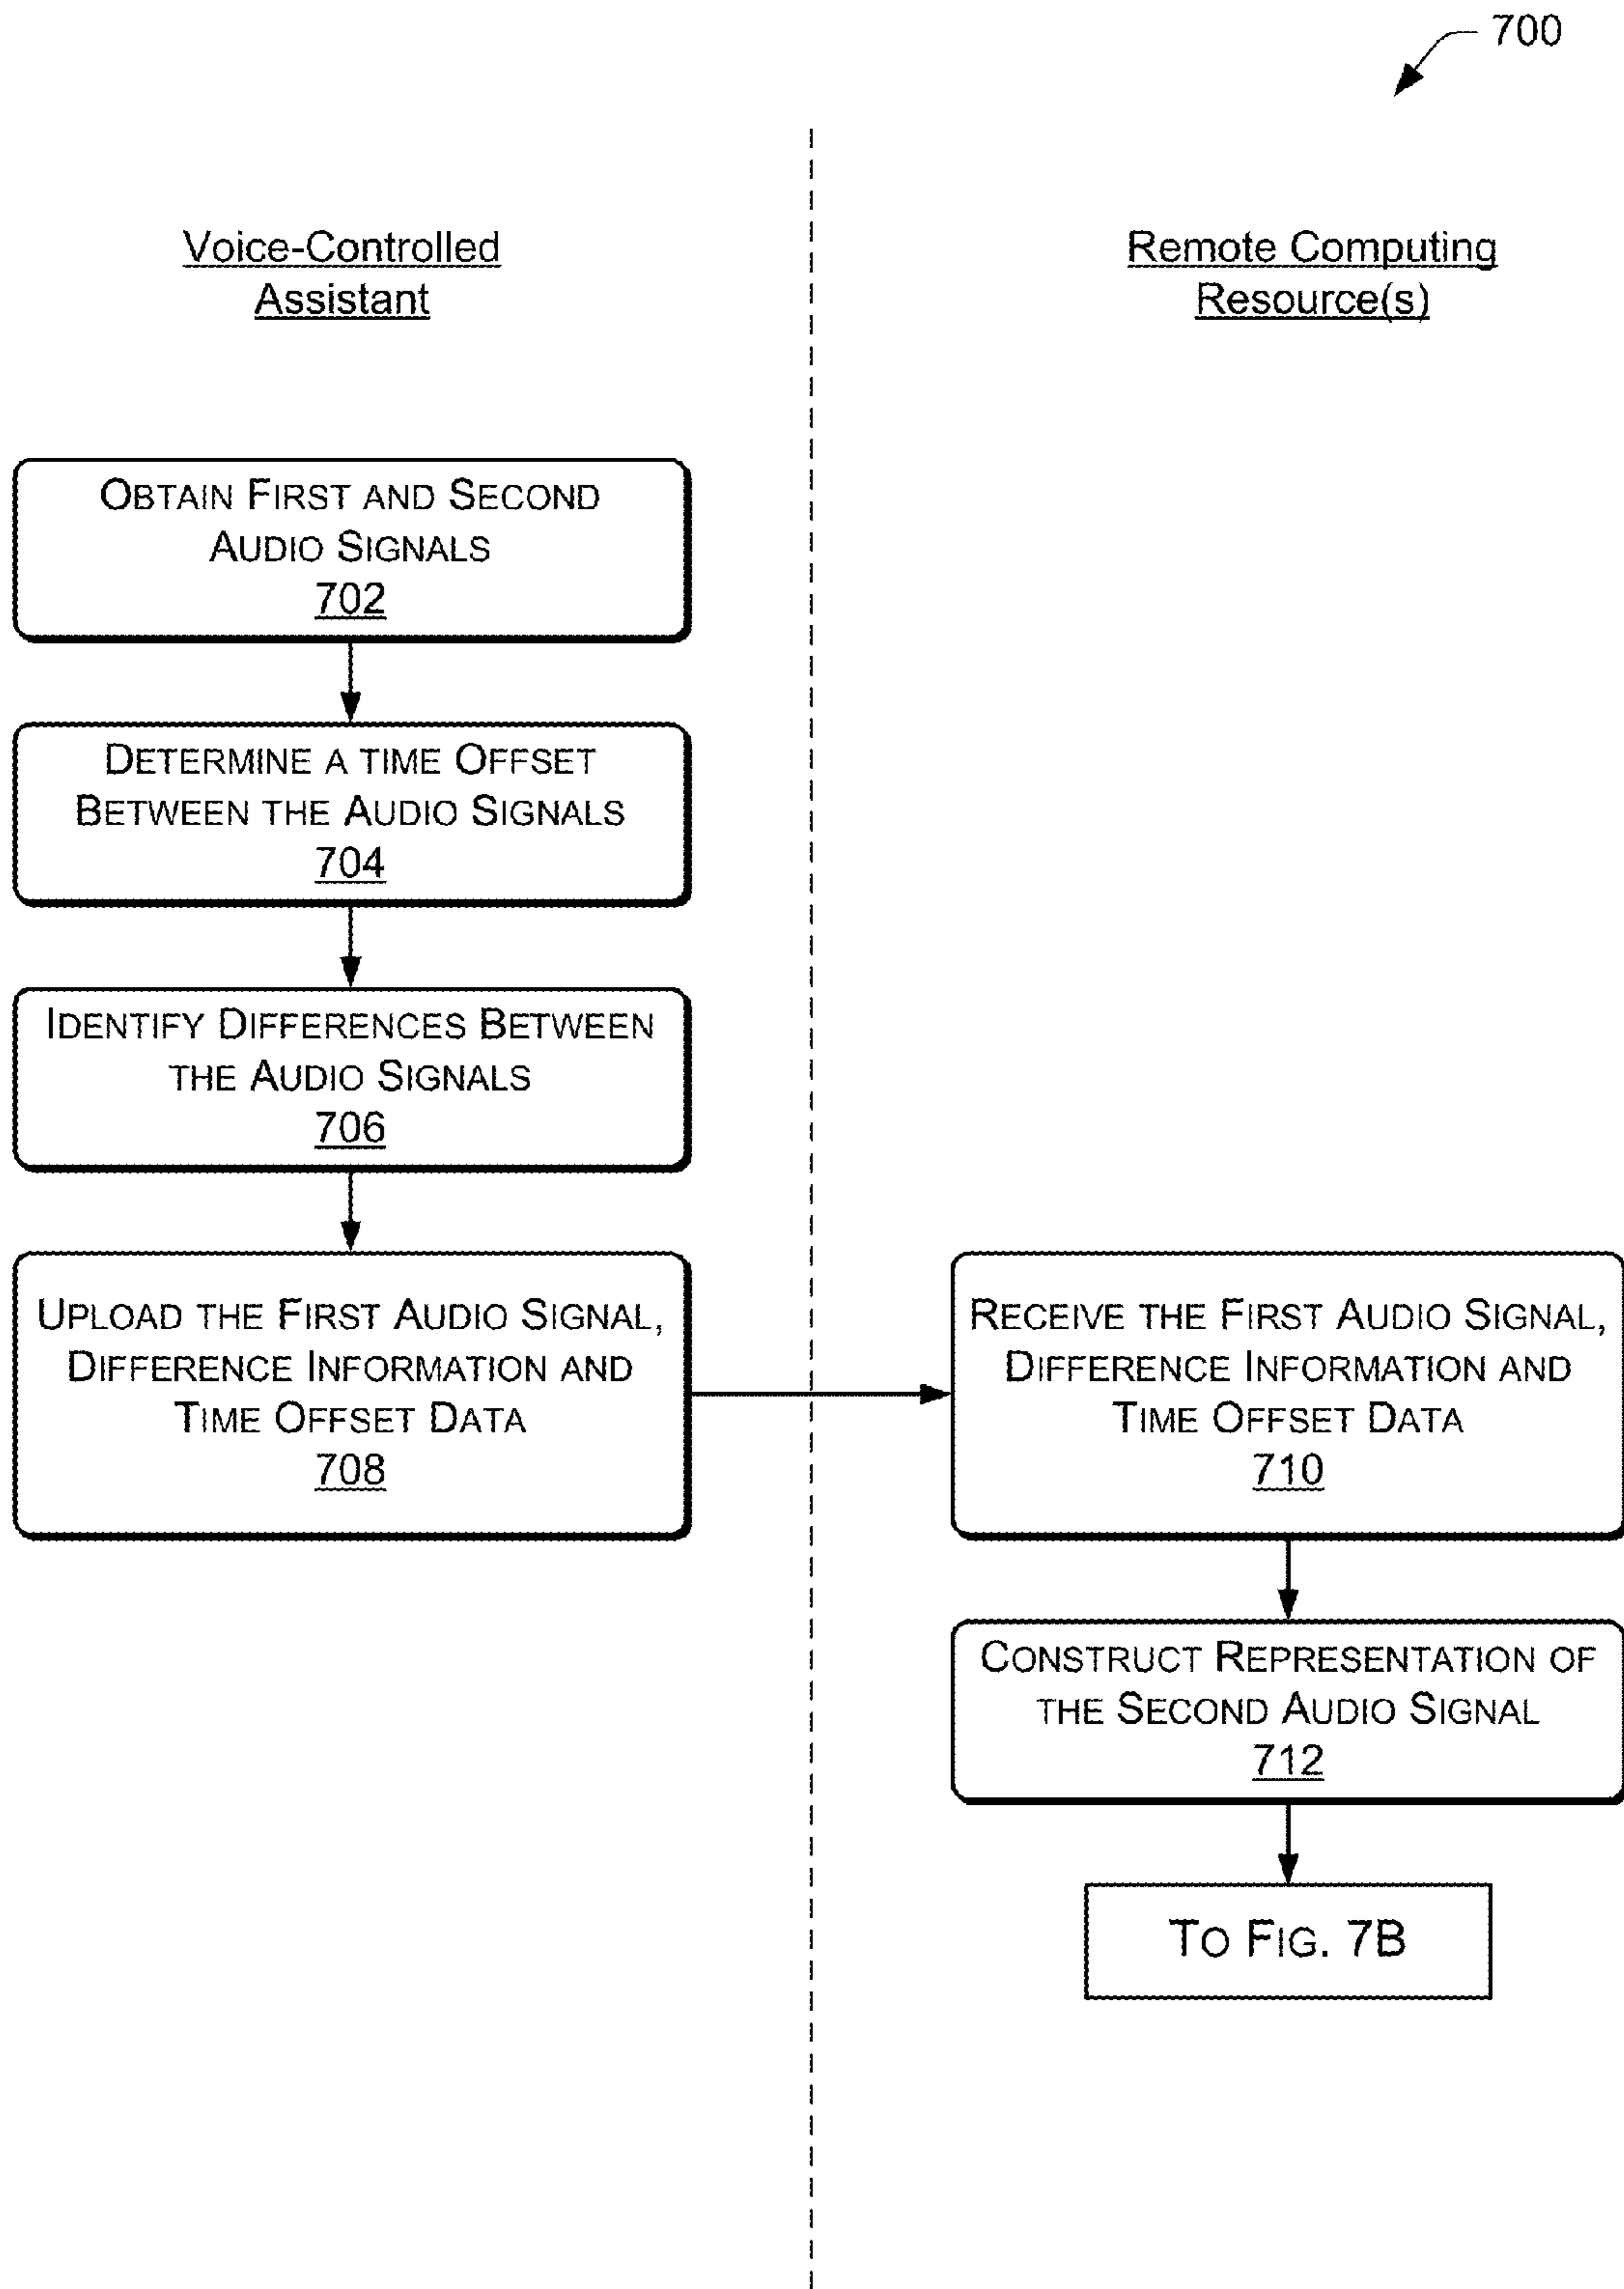 700
Voice-Controlled
Assistant
Remote Computing
Resource(s)
OBTAIN FIRST AND SECOND
AUDIO SIGNALS
702
DETERMINE A TIME OFFSET
BETWEEN THE AUDIO SIGNALS
704
IDENTIFY DIFFERENCES BETWEEN
THE AUDIO SIGNALS
706
UPLOAD THE FIRST AUDIO SIGNAL,
DIFFERENCE INFORMATION AND
TIME OFFSET DATA
708
RECEIVE THE FIRST AUDIO SIGNAL,
DIFFERENCE INFORMATION AND
TIME OFFSET DATA
710
CONSTRUCT REPRESENTATION OF
THE SECOND AUDIO SIGNAL
712
TO FIG. 7B